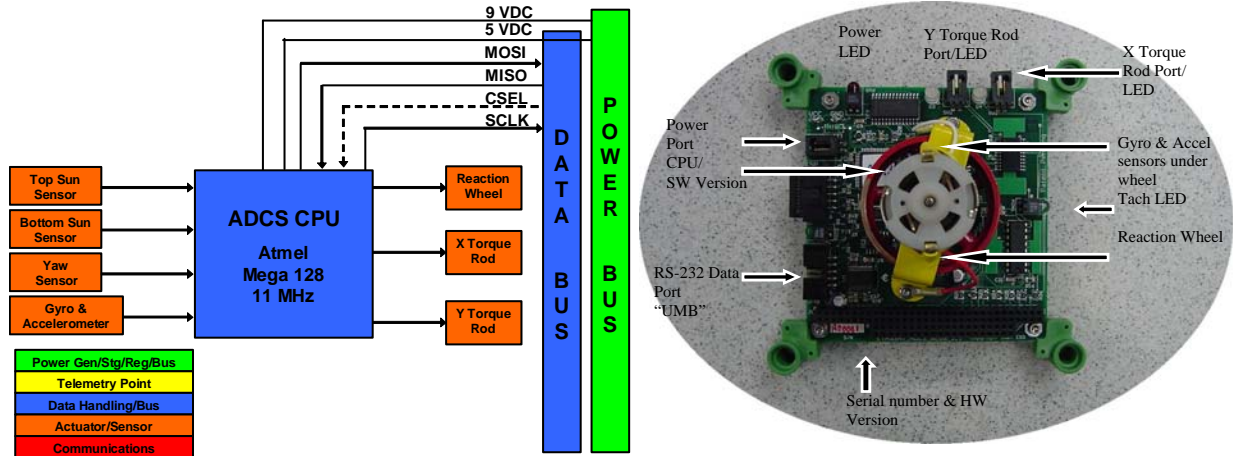 9 VDC
5 VDC
MOSI
MISO
CSEL
SCLK
DATA BUS
POWER BUS
Top Sun
Sensor
Bottom Sun
Sensor
Yaw
Sensor
Gyro &
Accelerometer
ADCS CPU
Atmel
Mega 128
11 MHz
Reaction
Wheel
X Torque
Rod
Y Torque
Rod
Power Gen/Stg/Reg/Bus
Telemetry Point
Data Handling/Bus
Actuator/Sensor
Communications
Power
LED
Y Torque Rod
Port/LED
X Torque
Rod Port/
LED
Power
Port
CPU/
SW Version
Gyro & Accel
sensors under
wheel
Tach LED
Reaction Wheel
RS-232 Data
Port
“UMB”
Serial number & HW
Version